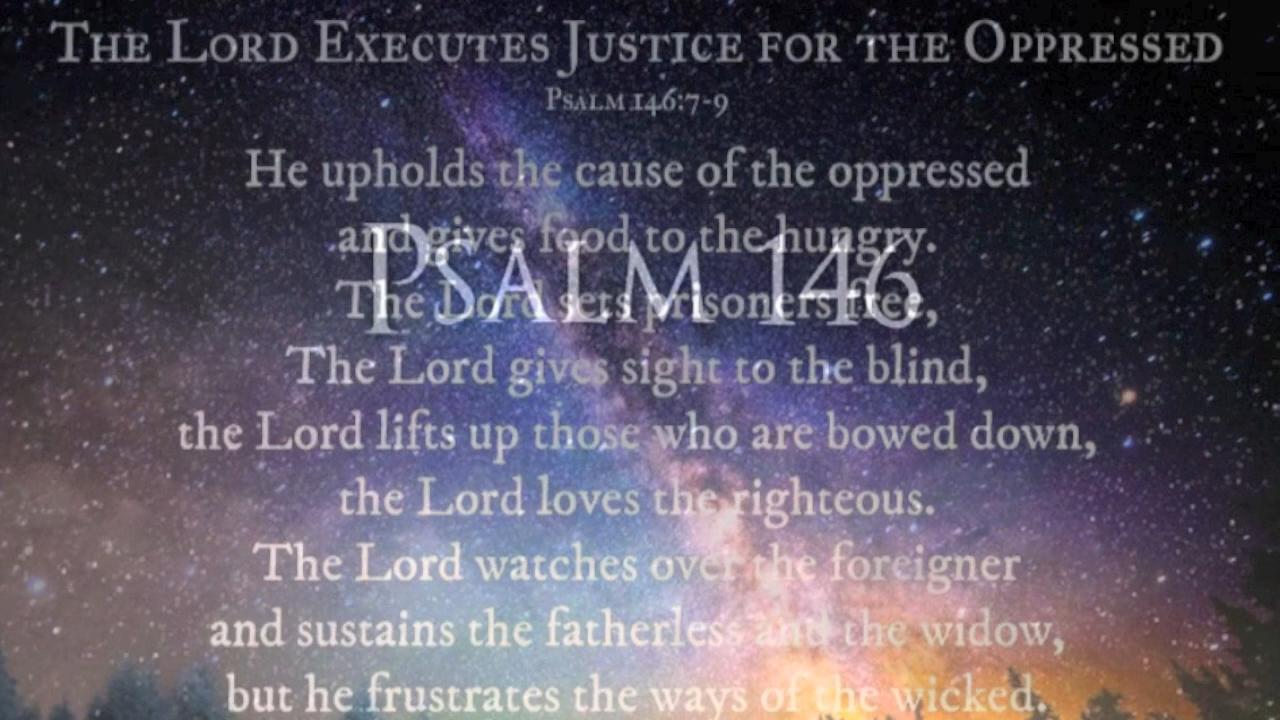 The Lord Executes Justice for the Oppressed
Psalm 146:7-9
He upholds the cause of the oppressed
and gives food to the hungry.
Psalm 146
The Lord sets prisoners free,
The Lord gives sight to the blind,
the Lord lifts up those who are bowed down,
the Lord loves the righteous.
The Lord watches over the foreigner
and sustains the fatherless and the widow,
but he frustrates the ways of the wicked.